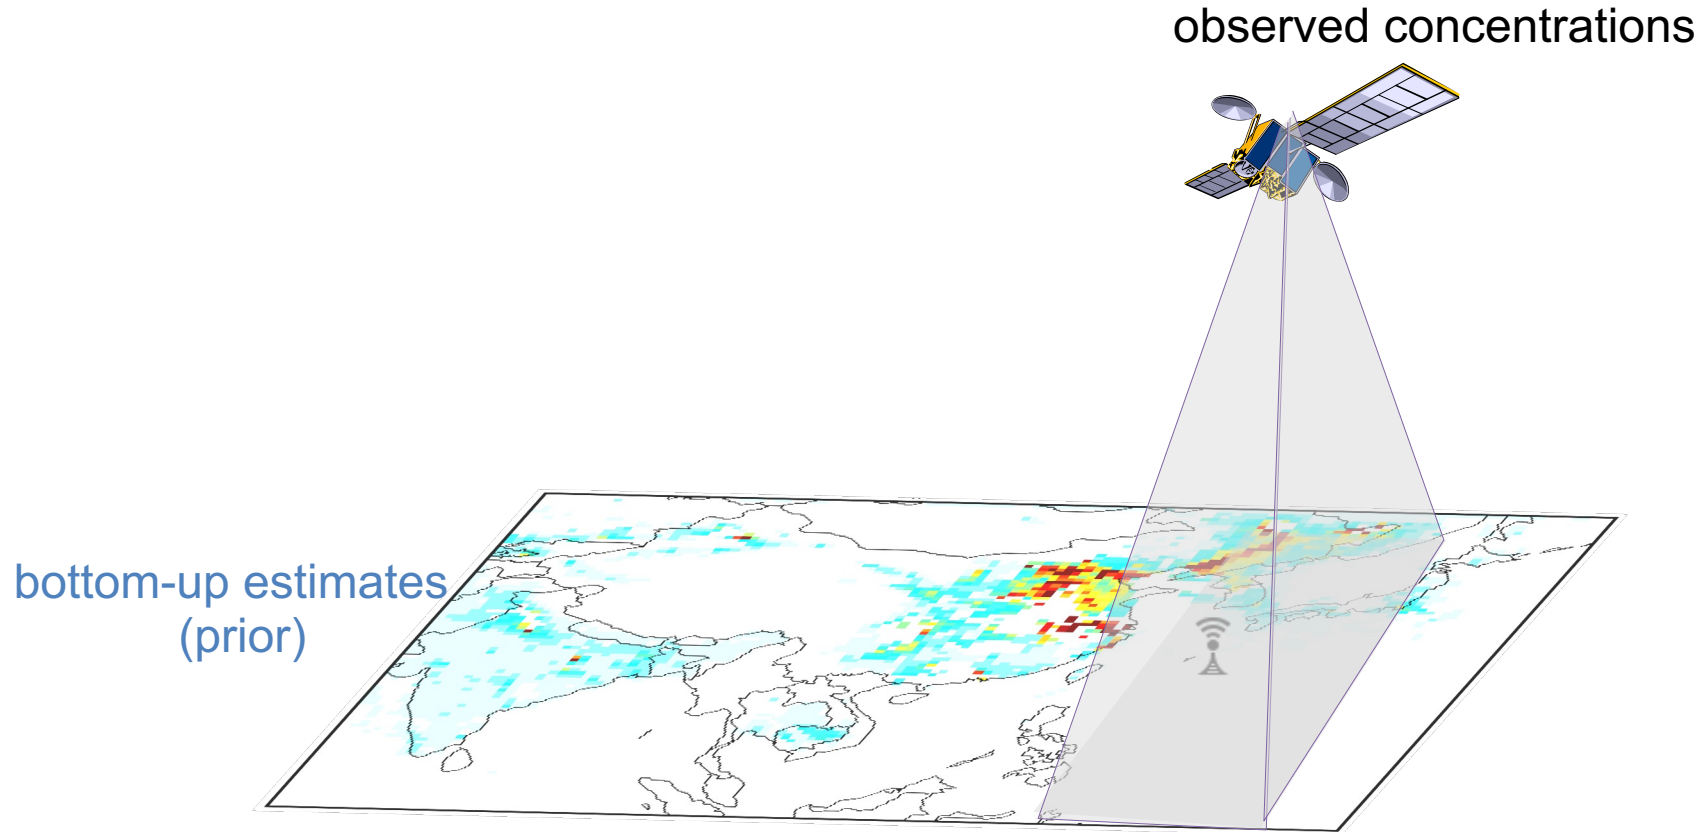 observed concentrations
bottom-up estimates
(prior)